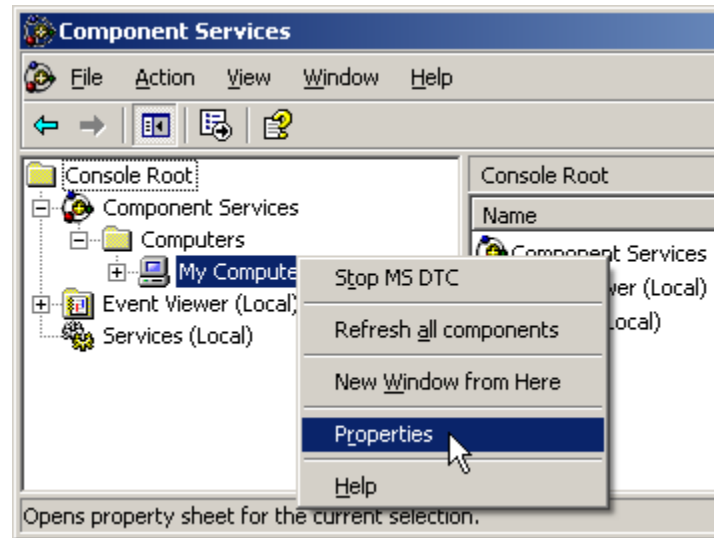 Component Services
File Action View Window Help
Console Root
Component Services
Computers
My Compute
Event Viewer (Local)
Services (Local)
Console Root
Name
Component Services
ver (Local)
ocal)
Stop MS DTC
Refresh all components
New Window from Here
Properties
Help
Opens property sheet for the current selection.